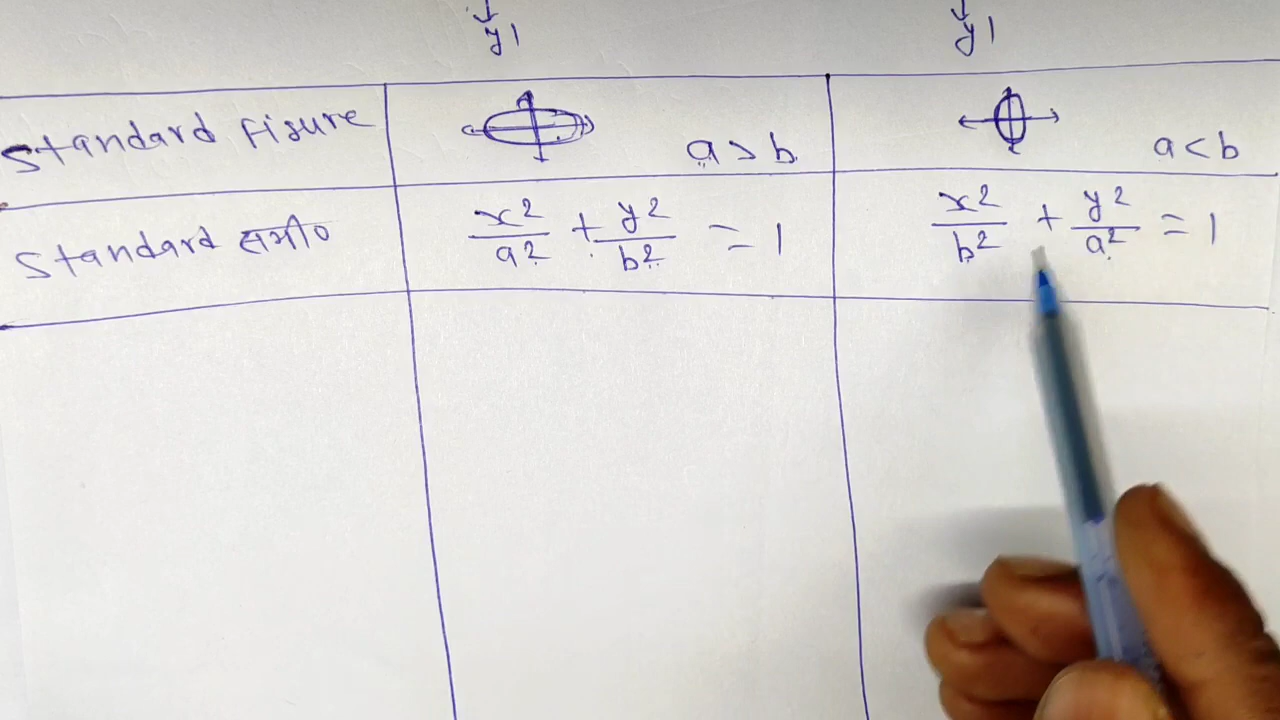 y1 y1
Standard Figure a > b a < b
Standard समी० x²/a² + y²/b² = 1 x²/b² + y²/a² = 1